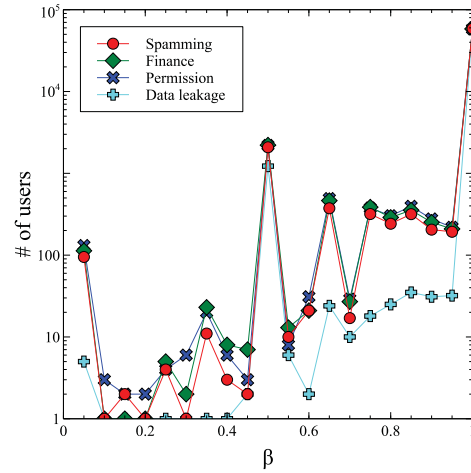 10^5
Spamming
Finance
Permission
Data leakage
10^4
# of users
100
10
1
0 0.2 0.4 0.6 0.8
β